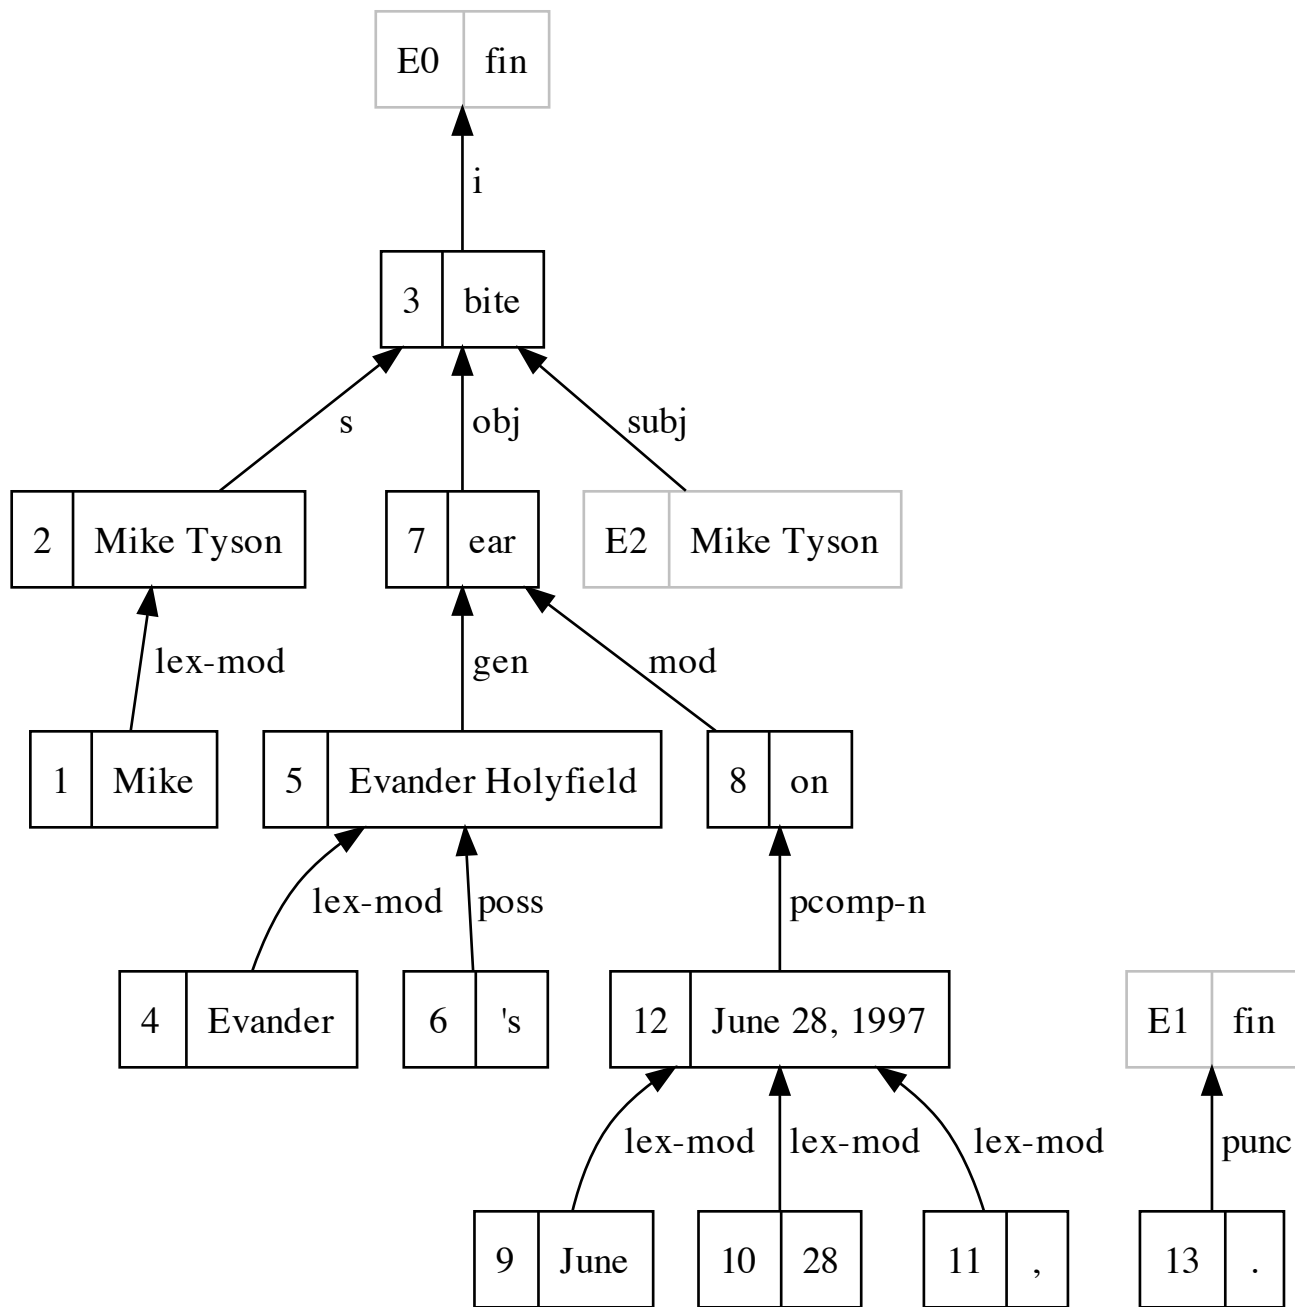 E0 fin
i
3 bite
s obj subj
2 Mike Tyson 7 ear E2 Mike Tyson
lex-mod gen mod
1 Mike 5 Evander Holyfield 8 on
lex-mod poss pcomp-n
4 Evander 6 's 12 June 28, 1997 E1 fin
lex-mod lex-mod lex-mod punc
9 June 10 28 11 , 13 .